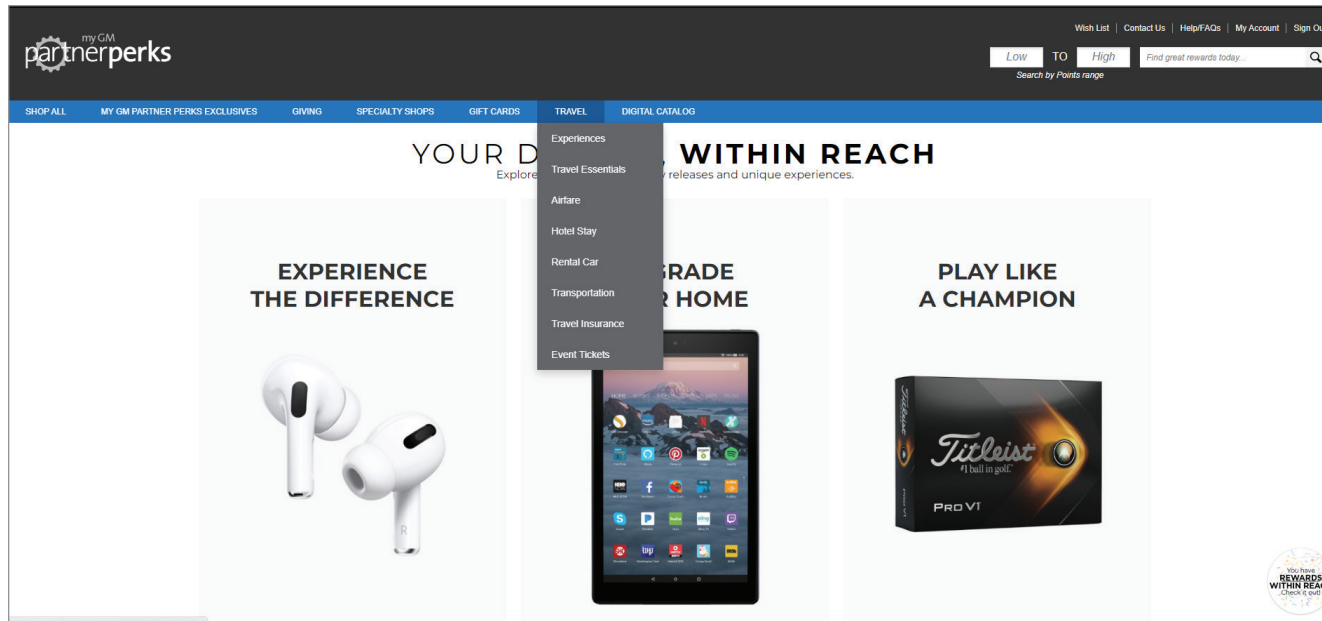 my GM
partnerperks
Wish List | Contact Us | Help/FAQs | My Account | Sign Ou
Low TO High Find great rewards today...
Search by Points range
SHOP ALL MY GM PARTNER PERKS EXCLUSIVES GIVING SPECIALTY SHOPS GIFT CARDS TRAVEL DIGITAL CATALOG
YOUR D WITHIN REACH
Explore releases and unique experiences.
Experiences
Travel Essentials
Airfare
Hotel Stay
Rental Car
Transportation
Travel Insurance
Event Tickets
EXPERIENCE
THE DIFFERENCE
R
GRADE
HOME
PLAY LIKE
A CHAMPION
Titleist
Titleist
#1 ball in golf.
PRO V1
PRO V1
You have
REWARDS
WITHIN REAC
Check it out!